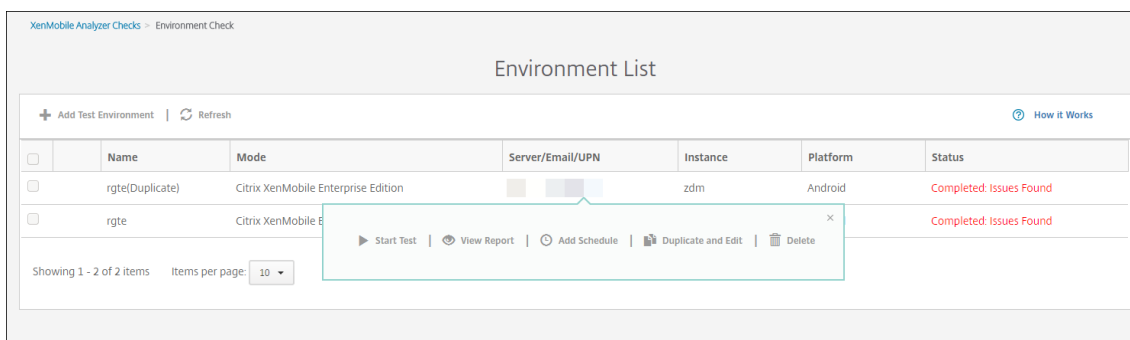 XenMobile Analyzer Checks > Environment Check
Environment List
Add Test Environment | Refresh How it Works
Name Mode Server/Email/UPN Instance Platform Status
rgte(Duplicate) Citrix XenMobile Enterprise Edition zdm Android Completed: Issues Found
rgte Citrix XenMobile E Completed: Issues Found
Start Test | View Report | Add Schedule | Duplicate and Edit | Delete
Showing 1 - 2 of 2 items Items per page: 10